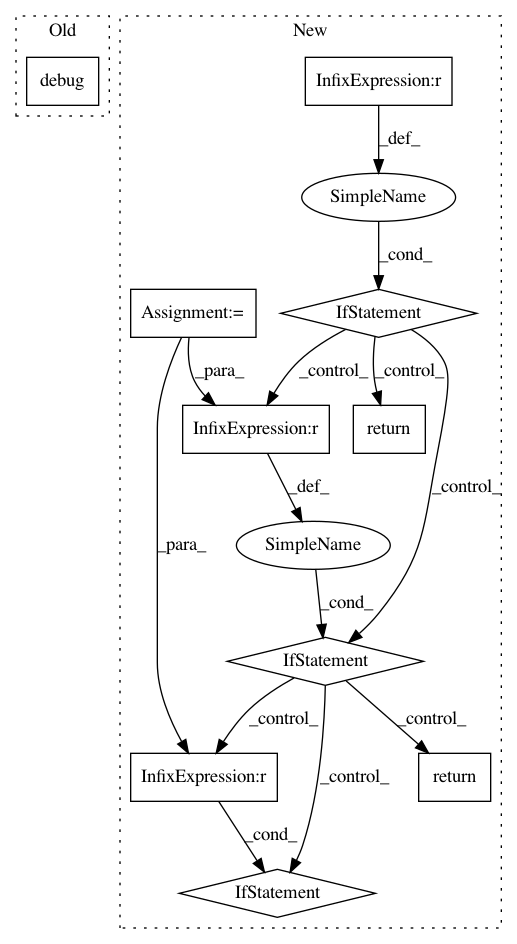 Old
New
debug
InfixExpression:r
_def_
SimpleName
_cond_
Assignment:=
IfStatement
_para_
_control_
_control_
InfixExpression:r
return
_def_
_control_
SimpleName
_para_
_cond_
IfStatement
_control_
_control_
_control_
InfixExpression:r
return
_cond_
IfStatement